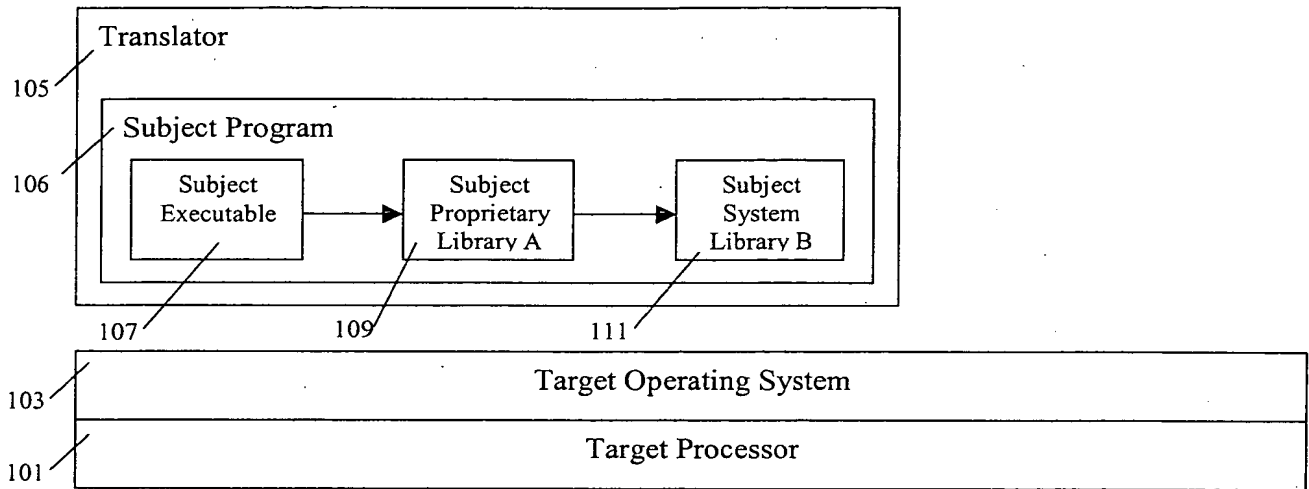 Translator
105
Subject Program
106
Subject
Executable
Subject
Proprietary
Library A
Subject
System
Library B
107
109
111
103
Target Operating System
101
Target Processor